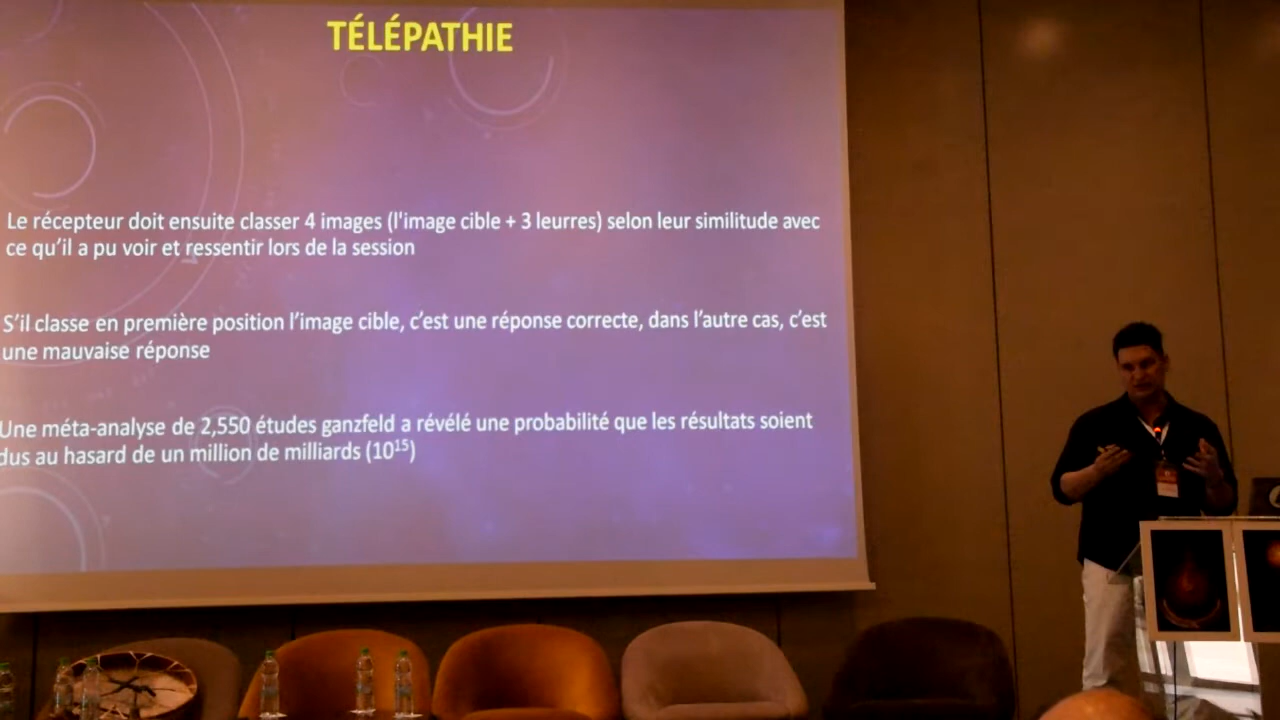 TÉLÉPATHIE
Le récepteur doit ensuite classer 4 images (l'image cible + 3 leurres) selon leur similitude avec
ce qu'il a pu voir et ressentir lors de la session
S'il classe en première position l'image cible, c'est une réponse correcte, dans l'autre cas, c'est
une mauvaise réponse
Une méta-analyse de 2,550 études ganzfeld a révélé une probabilité que les résultats soient
dus au hasard de un million de milliards (10¹⁵)